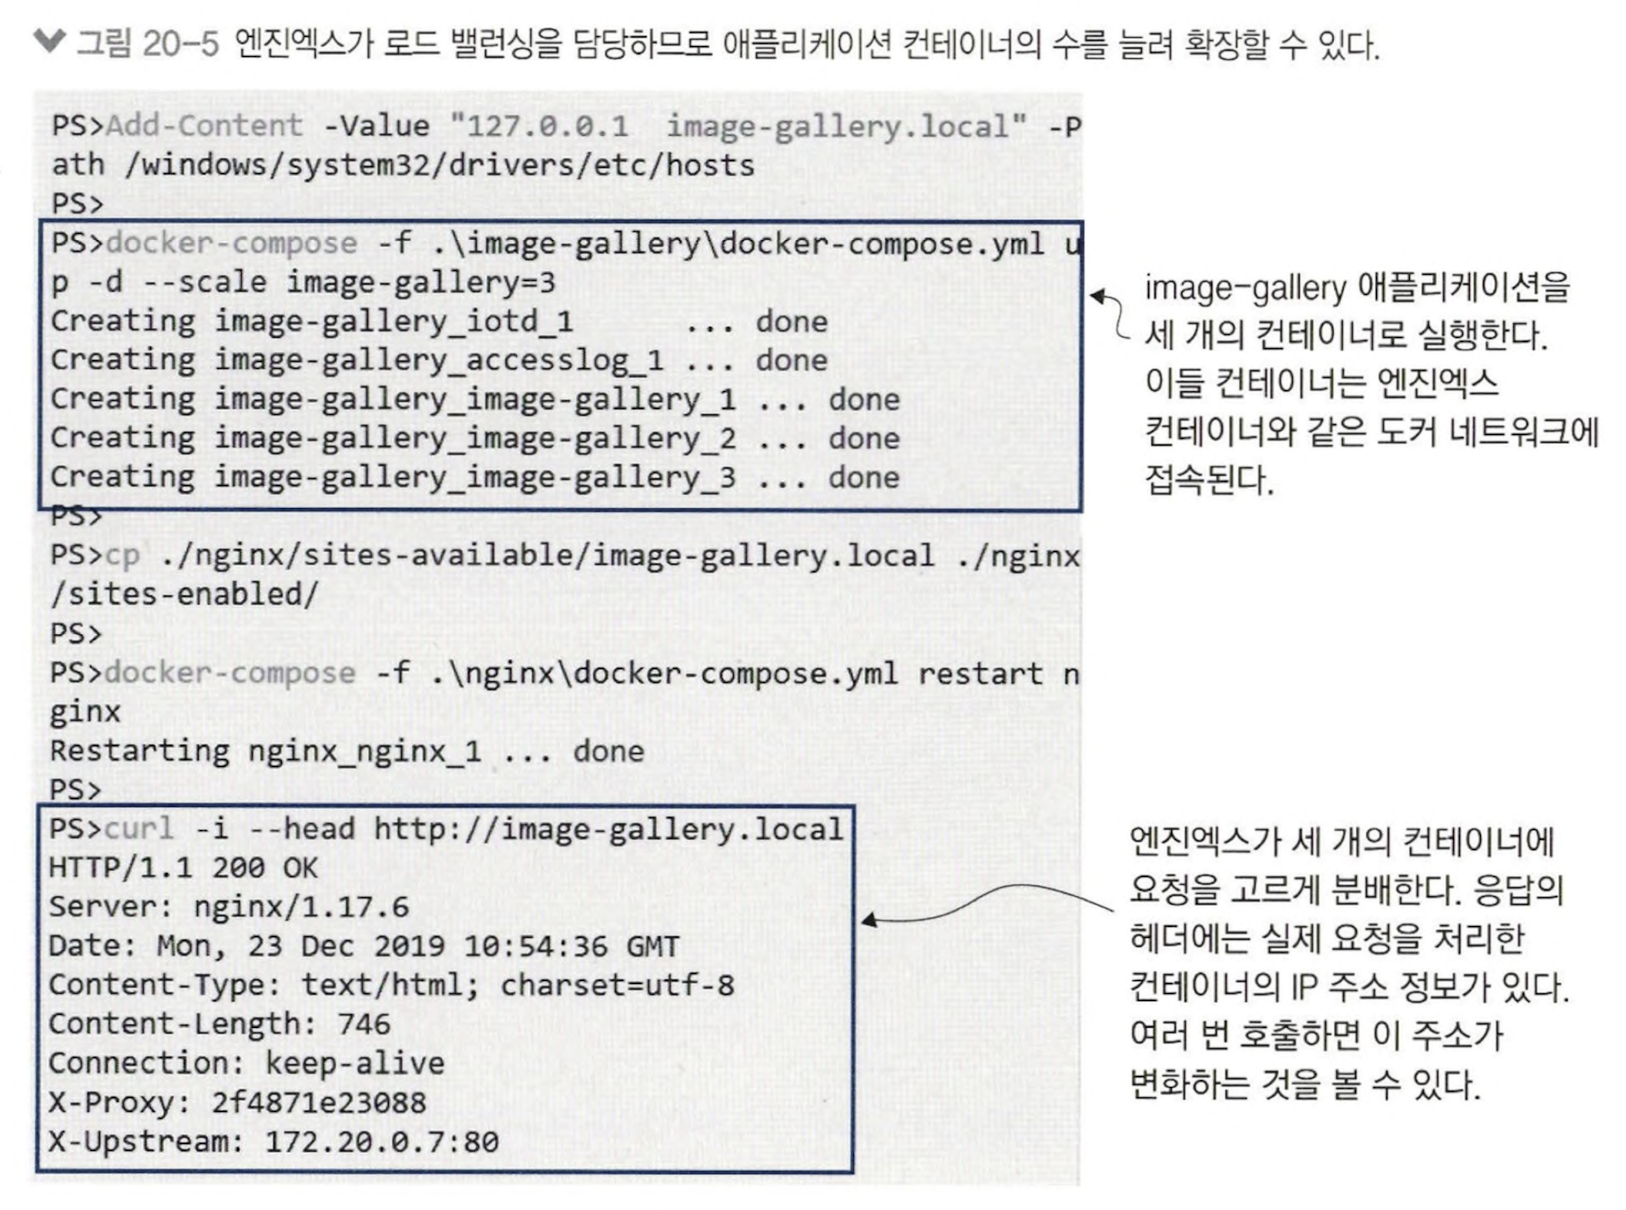 그림 20-5 엔진엑스가 로드 밸런싱을 담당하므로 애플리케이션 컨테이너의 수를 늘려 확장할 수 있다.
PS>Add-Content -Value "127.0.0.1  image-gallery.local" -P
ath /windows/system32/drivers/etc/hosts
PS>
PS>docker-compose -f .\image-gallery\docker-compose.yml u
p -d --scale image-gallery=3
Creating image-gallery_iotd_1      ... done
Creating image-gallery_accesslog_1 ... done
Creating image-gallery_image-gallery_1 ... done
Creating image-gallery_image-gallery_2 ... done
Creating image-gallery_image-gallery_3 ... done
PS>
PS>cp ./nginx/sites-available/image-gallery.local ./nginx
/sites-enabled/
PS>
PS>docker-compose -f .\nginx\docker-compose.yml restart n
ginx
Restarting nginx_nginx_1 ... done
PS>
PS>curl -i --head http://image-gallery.local
HTTP/1.1 200 OK
Server: nginx/1.17.6
Date: Mon, 23 Dec 2019 10:54:36 GMT
Content-Type: text/html; charset=utf-8
Content-Length: 746
Connection: keep-alive
X-Proxy: 2f4871e23088
X-Upstream: 172.20.0.7:80
image-gallery 애플리케이션을
세 개의 컨테이너로 실행한다.
이들 컨테이너는 엔진엑스
컨테이너와 같은 도커 네트워크에
접속된다.
엔진엑스가 세 개의 컨테이너에
요청을 고르게 분배한다. 응답의
헤더에는 실제 요청을 처리한
컨테이너의 IP 주소 정보가 있다.
여러 번 호출하면 이 주소가
변화하는 것을 볼 수 있다.